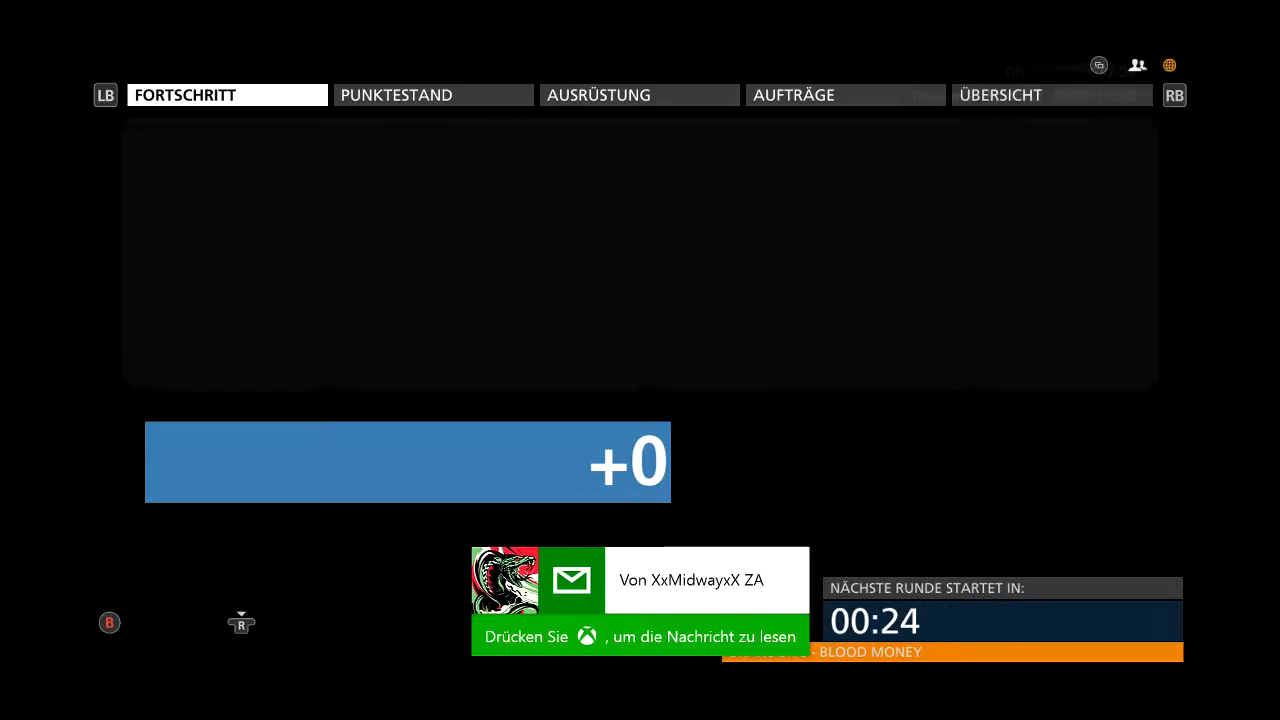 LB FORTSCHRITT PUNKTESTAND AUSRÜSTUNG AUFTRÄGE ÜBERSICHT RB
+0
Von XxMidwayxX ZA
Drücken Sie , um die Nachricht zu lesen
NÄCHSTE RUNDE STARTET IN:
00:24
- BLOOD MONEY
B
R